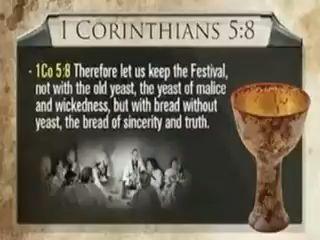 1 CORINTHIANS 5:8
· 1Co 5:8 Therefore let us keep the Festival,
not with the old yeast, the yeast of malice
and wickedness, but with bread without
yeast, the bread of sincerity and truth.